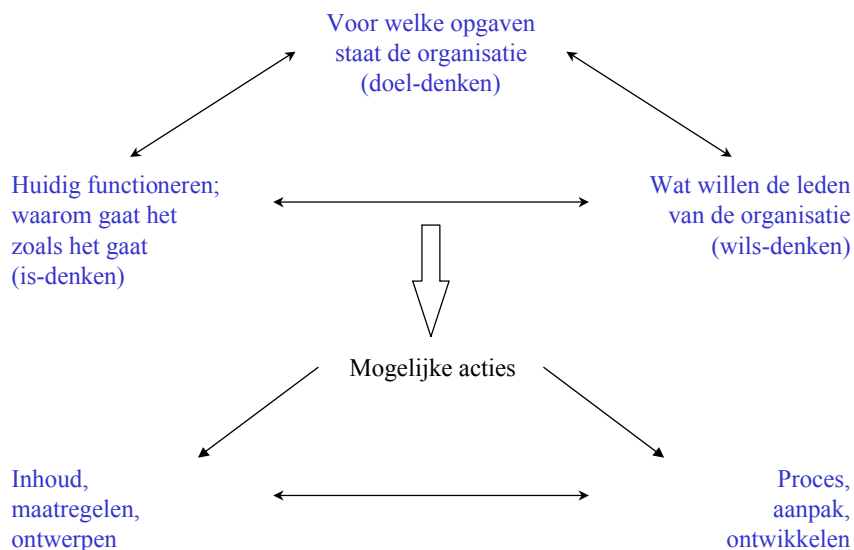 Voor welke opgaven
staat de organisatie
(doel-denken)
Huidig functioneren;
waarom gaat het
zoals het gaat
(is-denken)
Wat willen de leden
van de organisatie
(wils-denken)
Mogelijke acties
Inhoud,
maatregelen,
ontwerpen
Proces,
aanpak,
ontwikkelen